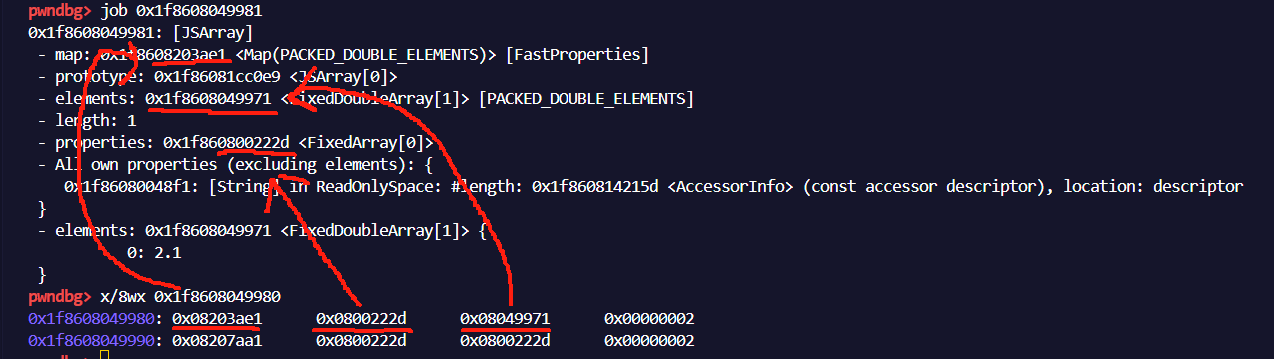 pwndbg> job 0x1f8608049981
0x1f8608049981: [JSArray]
- map: 0x1f8608203ae1 <Map(PACKED_DOUBLE_ELEMENTS)> [FastProperties]
- prototype: 0x1f86081cc0e9 <JSArray[0]>
- elements: 0x1f8608049971 <FixedDoubleArray[1]> [PACKED_DOUBLE_ELEMENTS]
- length: 1
- properties: 0x1f860800222d <FixedArray[0]>
- All own properties (excluding elements): {
0x1f86080048f1: [String] in ReadOnlySpace: #length: 0x1f860814215d <AccessorInfo> (const accessor descriptor), location: descriptor
}
- elements: 0x1f8608049971 <FixedDoubleArray[1]> {
0: 2.1
}
pwndbg> x/8wx 0x1f8608049980
0x1f8608049980: 0x08203ae1 0x0800222d 0x08049971 0x00000002
0x1f8608049990: 0x08207aa1 0x0800222d 0x0800222d 0x00000002